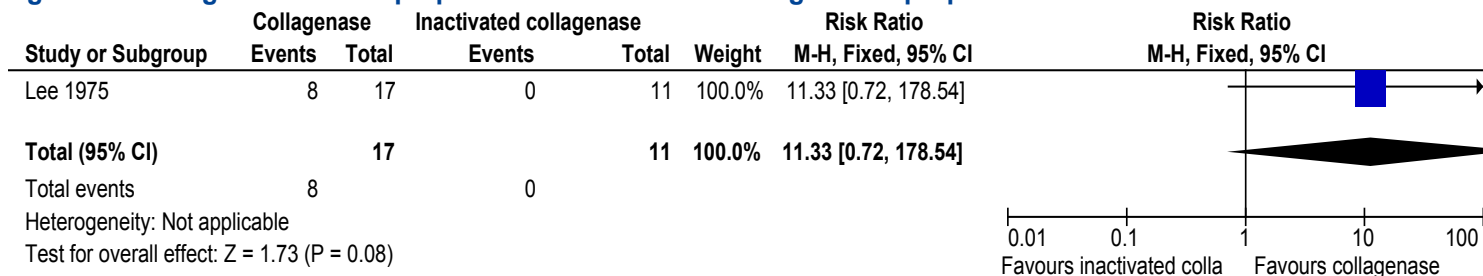 Collagenase Inactivated collagenase Risk Ratio Risk Ratio
Study or Subgroup Events Total Events Total Weight M-H, Fixed, 95% CI M-H, Fixed, 95% CI
Lee 1975 8 17 0 11 100.0% 11.33 [0.72, 178.54]
Total (95% CI) 17 11 100.0% 11.33 [0.72, 178.54]
Total events 8 0
Heterogeneity: Not applicable
Test for overall effect: Z = 1.73 (P = 0.08)
0.01 0.1 1 10 100
Favours inactivated colla Favours collagenase